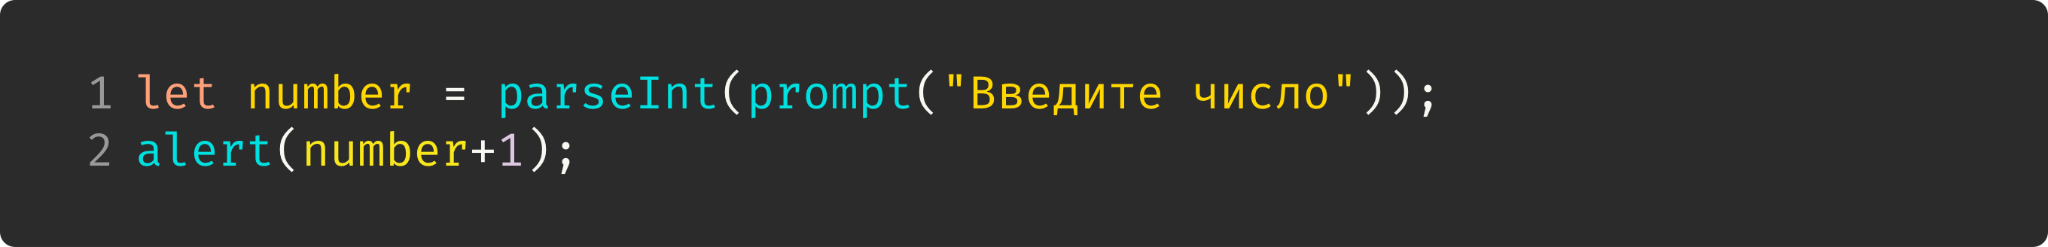 1 let number = parseInt(prompt("Введите число"));
2 alert(number+1);